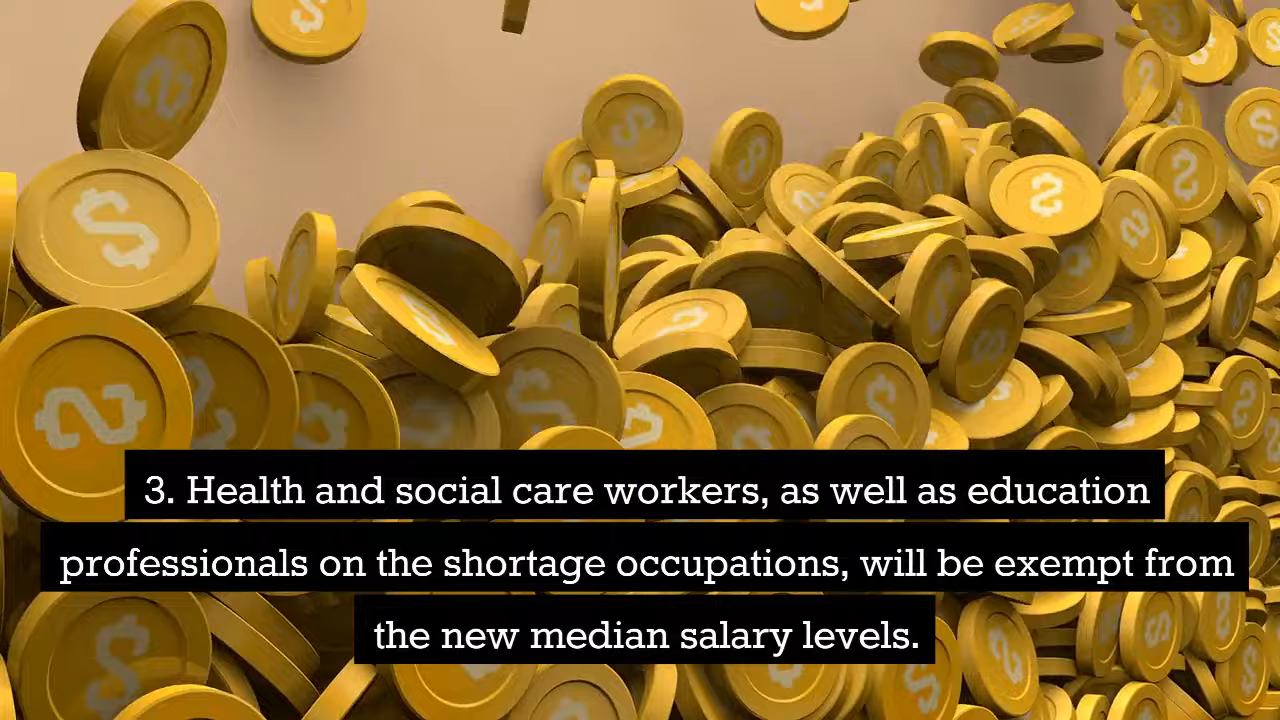 3. Health and social care workers, as well as education
professionals on the shortage occupations, will be exempt from
the new median salary levels.